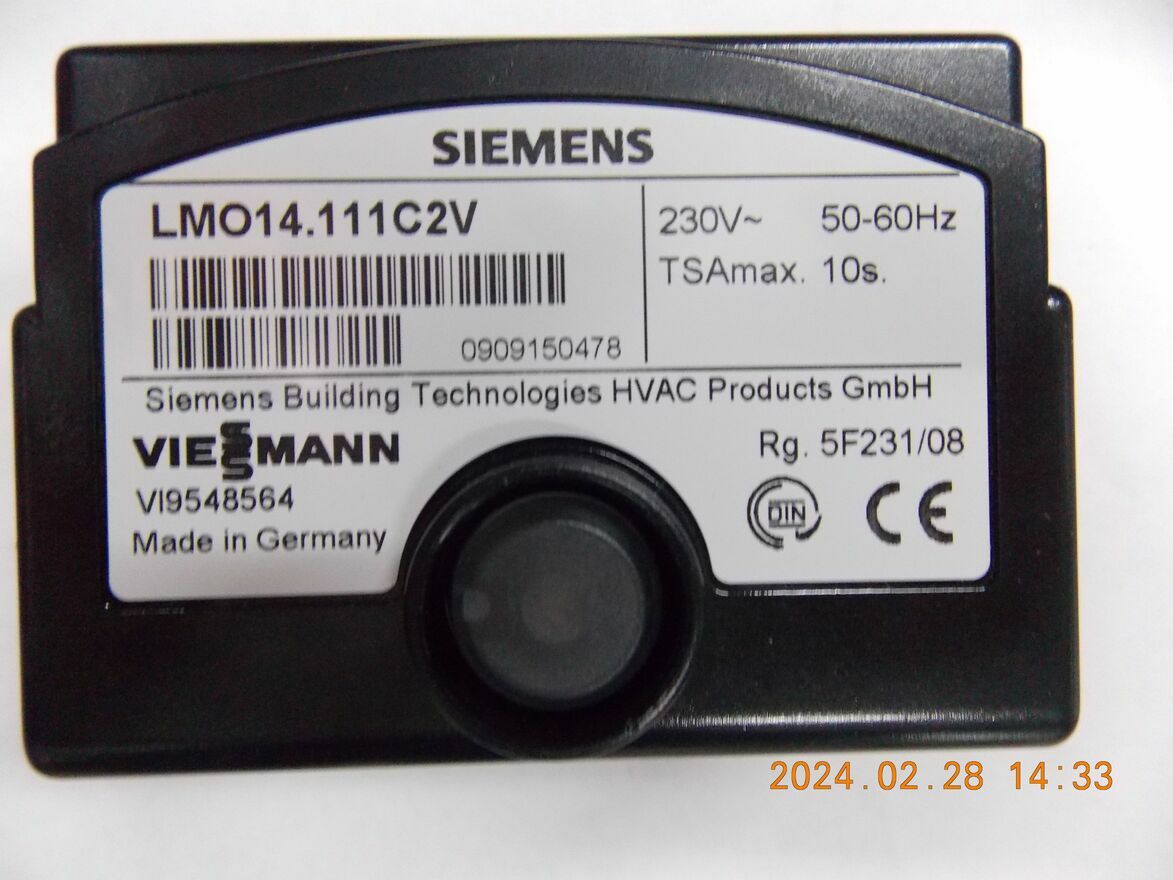 SIEMENS
LMO14.111C2V
230V~ 50-60Hz
TSAmax. 10s.
0909150478
Siemens Building Technologies HVAC Products GmbH
VIESSMANN
Rg. 5F231/08
VI9548564
DIN CE
Made in Germany
2024.02.28 14:33